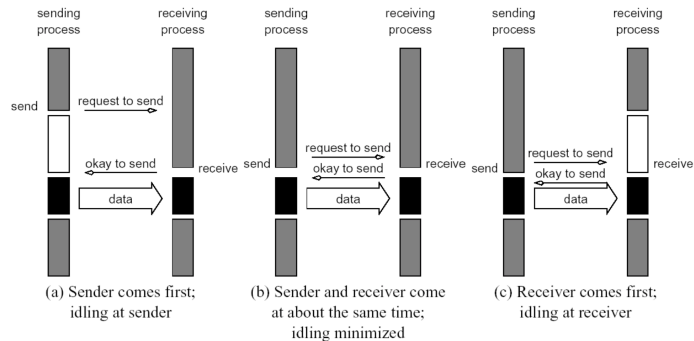 sending process
receiving process
send
request to send
okay to send
receive
data
(a) Sender comes first;
idling at sender
sending process
receiving process
request to send
send
okay to send
receive
data
(b) Sender and receiver come
at about the same time;
idling minimized
sending process
receiving process
request to send
send
okay to send
receive
data
(c) Receiver comes first;
idling at receiver